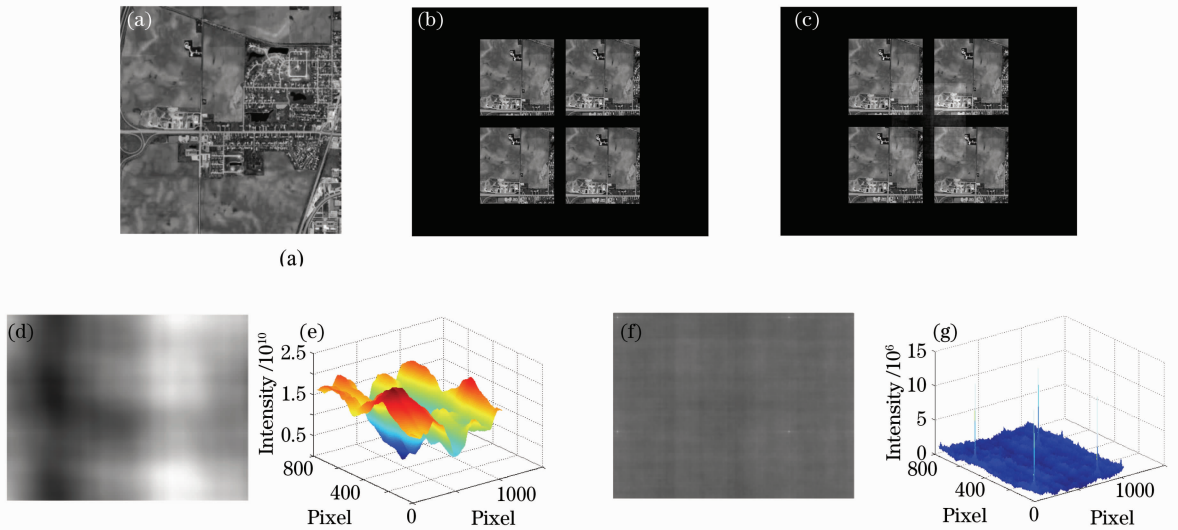 (a)
(b)
(c)
(a)
(d)
(e)
Intensity /10^10
2.5
1.5
0.5
800
400
0
1000
Pixel
Pixel
(f)
(g)
Intensity /10^6
15
10
5
0
800
400
0
1000
Pixel
Pixel